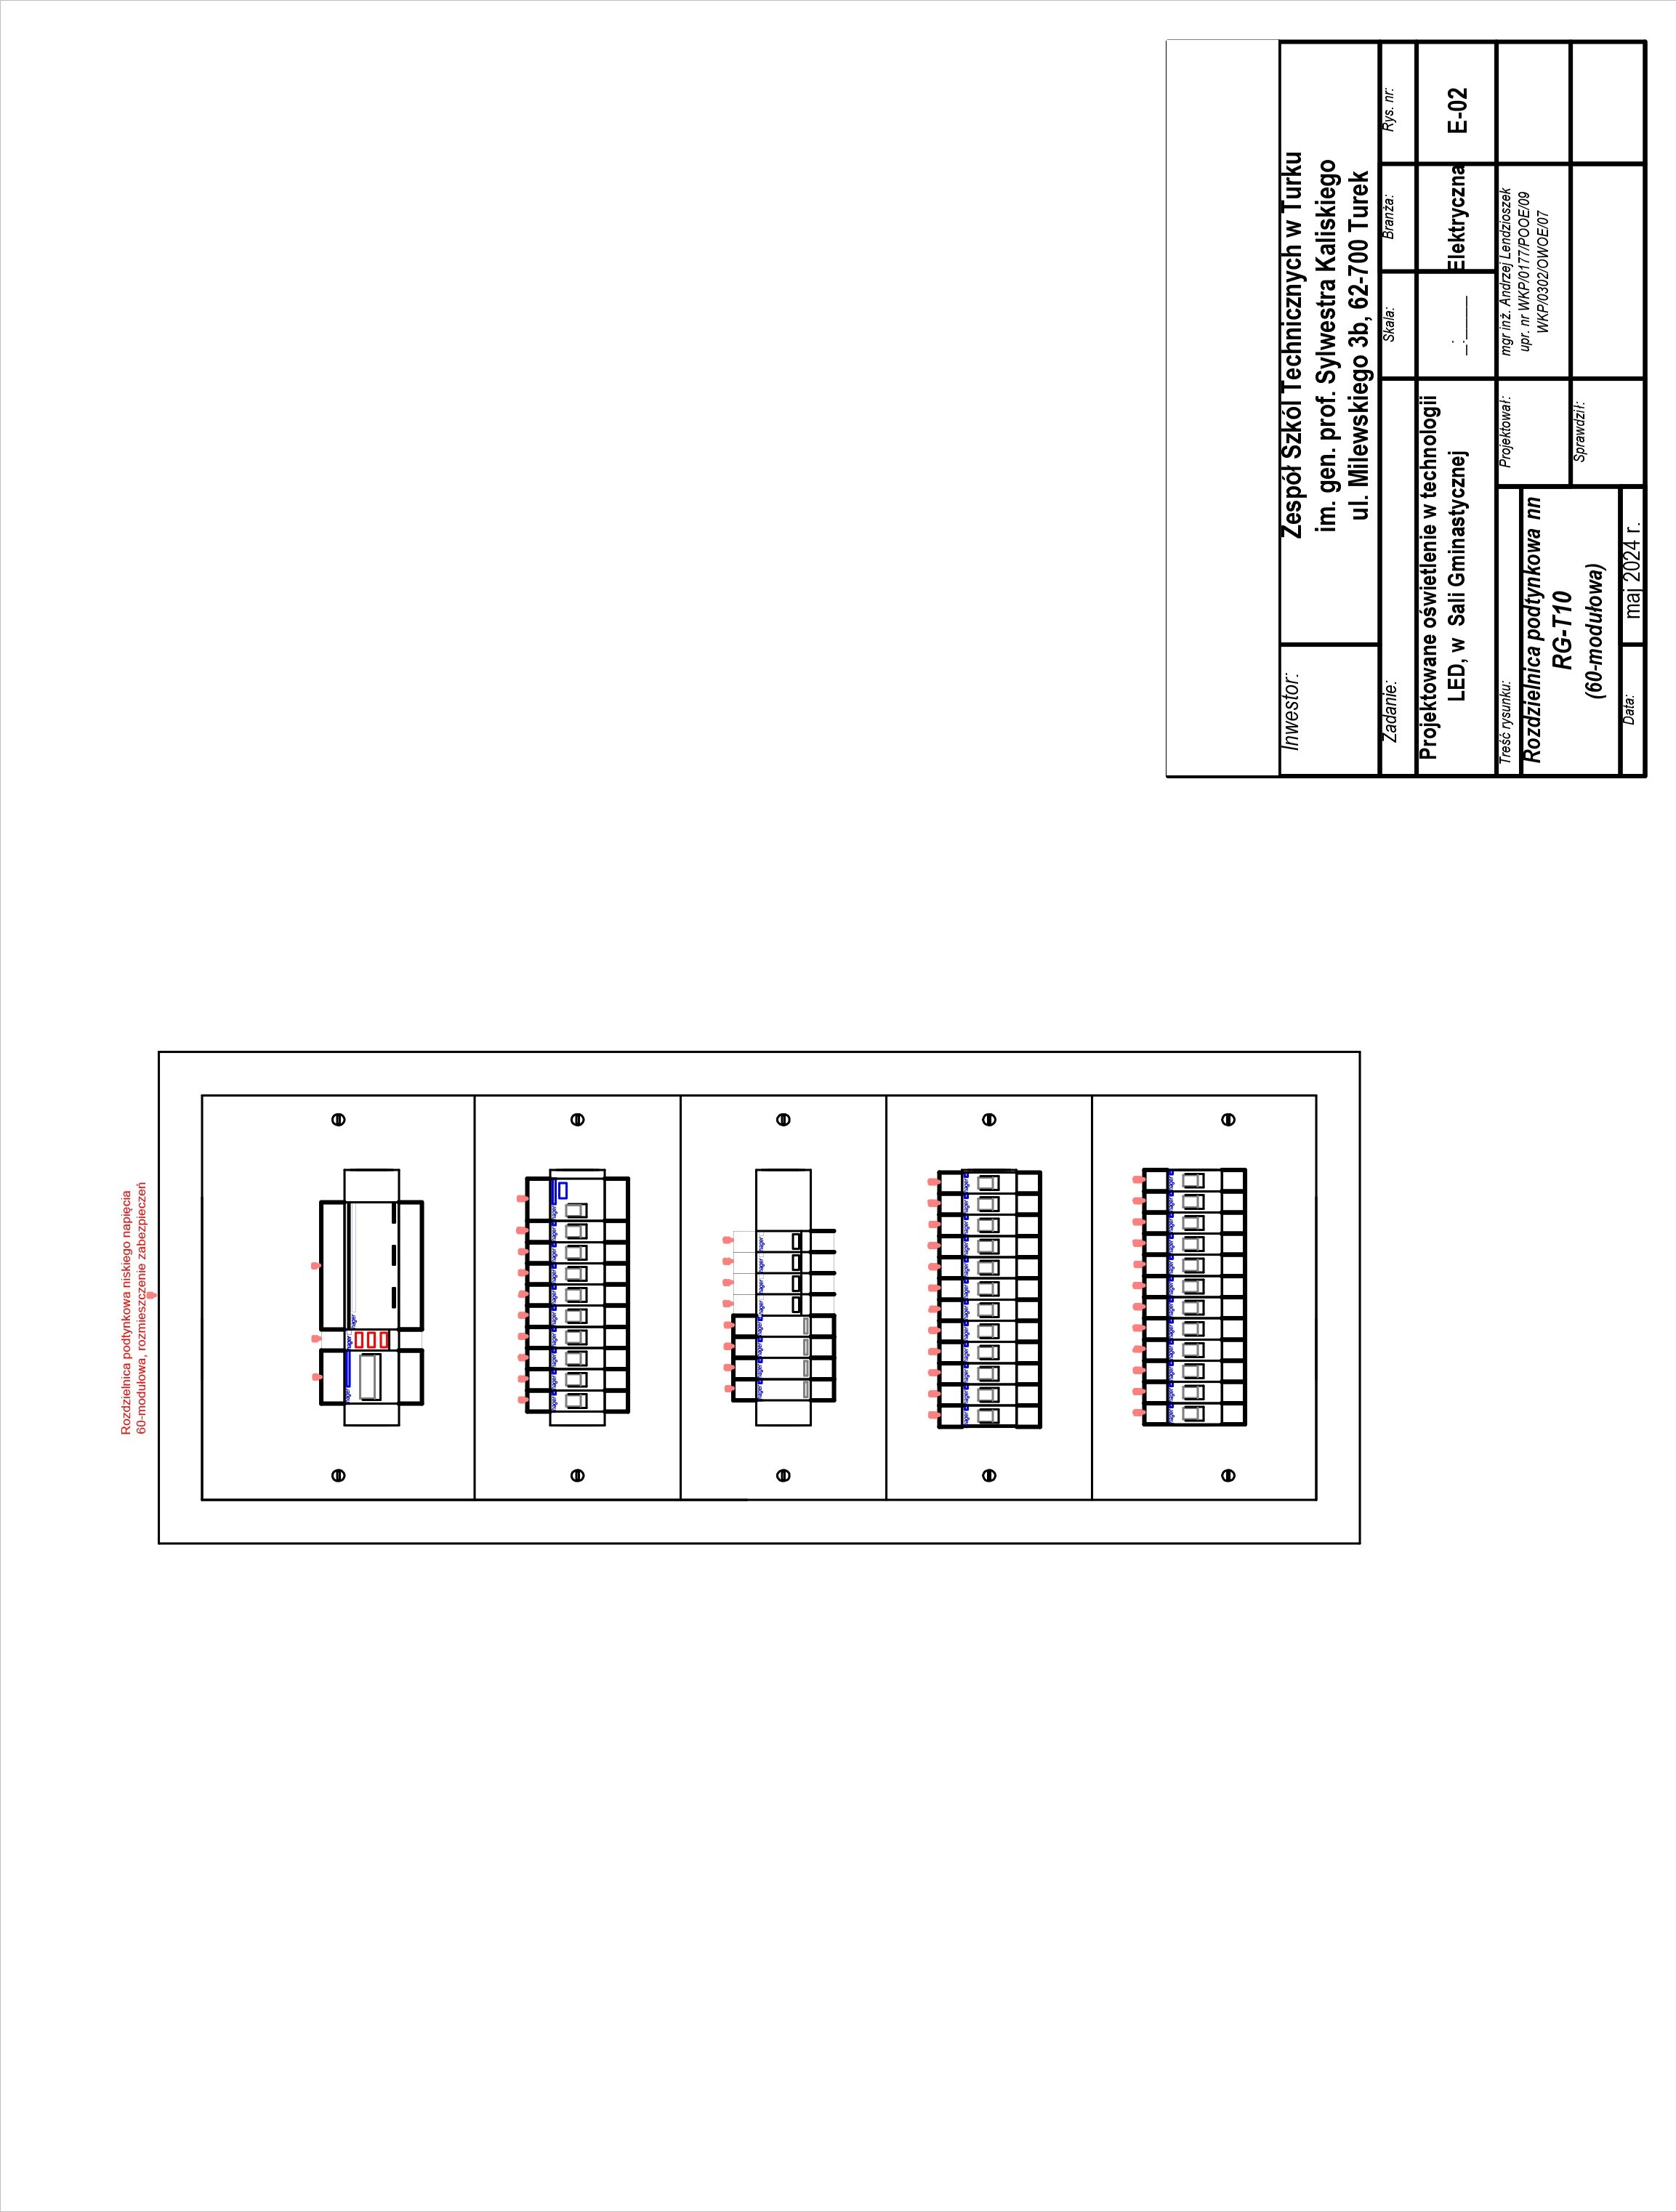 Rozdzielnica podtynkowa niskiego napięcia
60-modułowa, rozmieszczenie zabezpieczeń
Inwestor:
Zespół Szkól Technicznych w Turku
im. gen. prof. Sylwestra Kaliskiego
ul. Milewskiego 3b, 62-700 Turek
Zadanie:
Skala:
Branża:
Rys. nr:
Projektowane oświetlenie w technologii
LED, w Sali Gminastycznej
_:_____
Elektryczna
E-02
Treść rysunku:
Rozdzielnica podtynkowa nn
RG-T10
(60-modułowa)
Projektował:
mgr inż. Andrzej Lendzioszek
upr. nr WKP/0177/POOE/09
WKP/0302/OWOE/07
Sprawdził:
Data:
maj 2024 r.